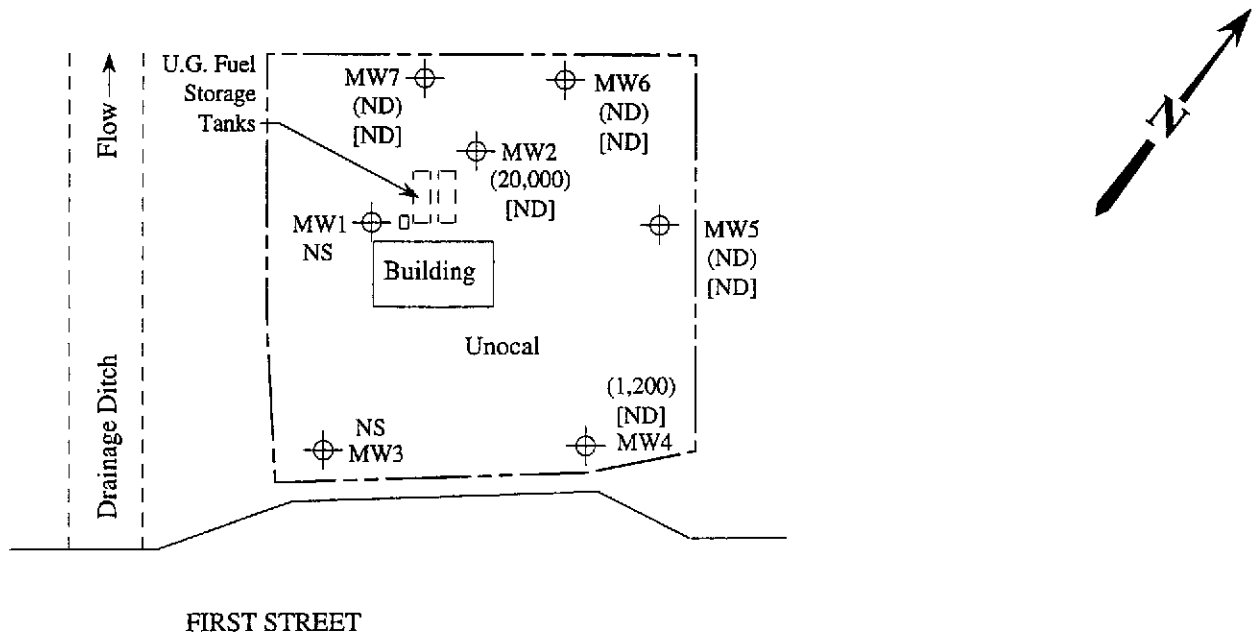 U.G. Fuel
Storage
Tanks
Flow
Drainage Ditch
MW7
(ND)
[ND]
MW6
(ND)
[ND]
MW2
(20,000)
[ND]
MW1
NS
MW5
(ND)
[ND]
Building
Unocal
(1,200)
[ND]
MW4
NS
MW3
FIRST STREET
N